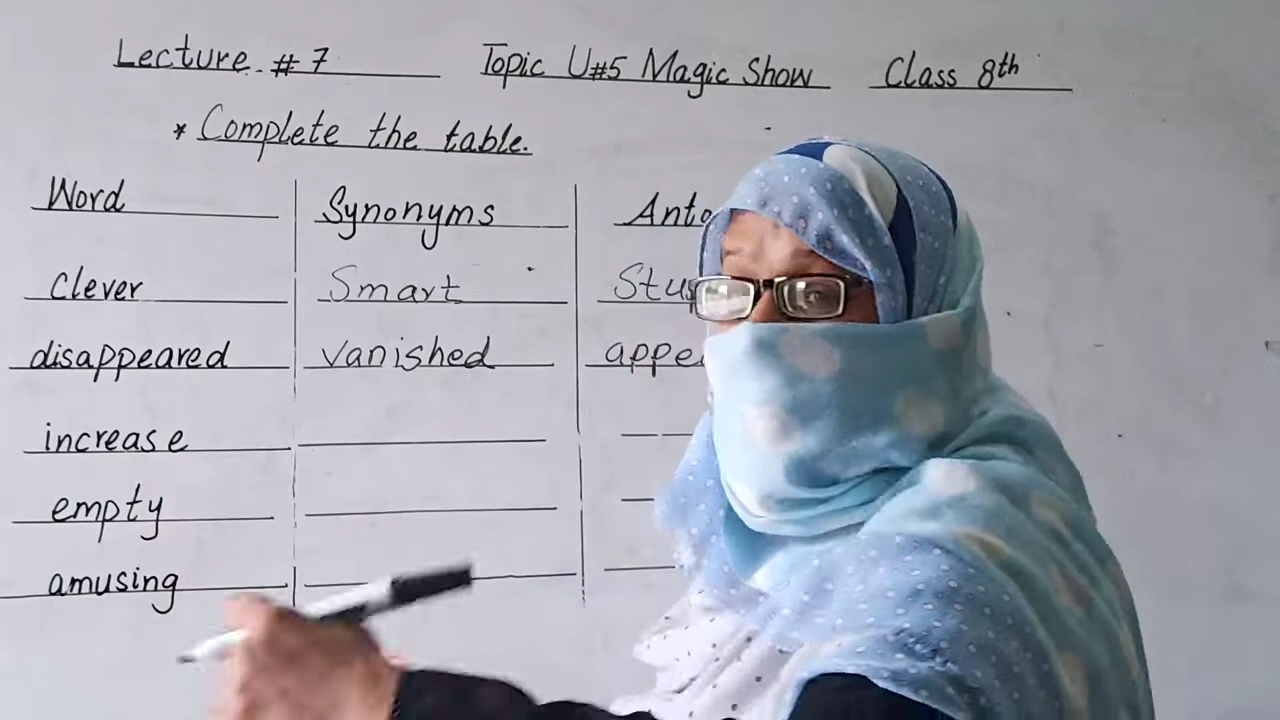 Lecture # 7 Topic U#5 Magic Show Class 8th
* Complete the table.
Word Synonyms
clever Smart
disappeared vanished
increase
empty
amusing